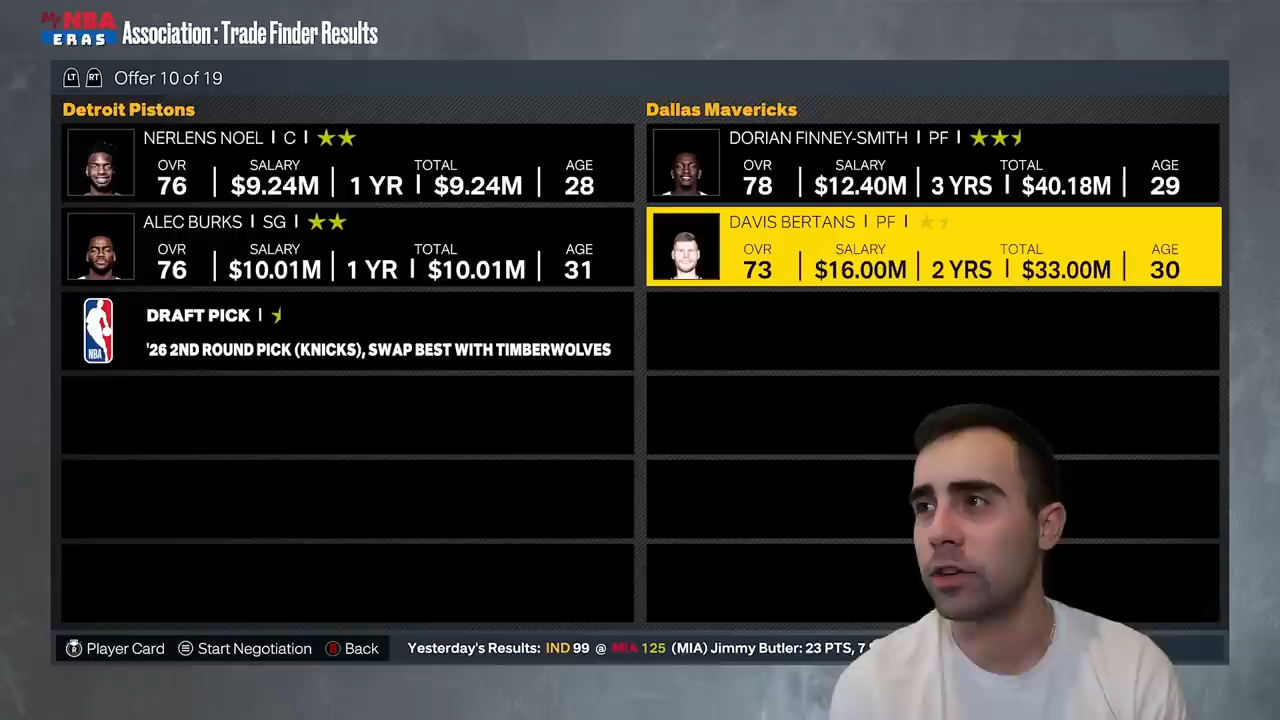 My NBA
ERAS
Association : Trade Finder Results
LT RT Offer 10 of 19
Detroit Pistons
NERLENS NOEL | C |
OVR SALARY TOTAL AGE
76 | $9.24M | 1 YR | $9.24M | 28
ALEC BURKS | SG |
OVR SALARY TOTAL AGE
76 | $10.01M | 1 YR | $10.01M | 31
NBA
DRAFT PICK |
'26 2ND ROUND PICK (KNICKS), SWAP BEST WITH TIMBERWOLVES
Dallas Mavericks
DORIAN FINNEY-SMITH | PF |
OVR SALARY TOTAL AGE
78 | $12.40M | 3 YRS | $40.18M | 29
DAVIS BERTANS | PF |
OVR SALARY TOTAL AGE
73 | $16.00M | 2 YRS | $33.00M | 30
R Player Card Start Negotiation B Back
Yesterday's Results: IND 99 @ MIA 125 (MIA) Jimmy Butler: 23 PTS, 7